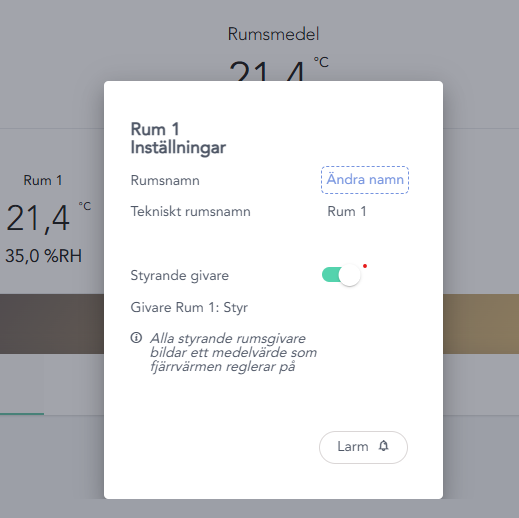 Rumsmedel
21,4 °C
Rum 1
Inställningar
Rum 1
21,4 °C
35,0 %RH
Rumsnamn
Ändra namn
Tekniskt rumsnamn
Rum 1
Styrande givare
Givare Rum 1: Styr
Alla styrande rumsgivare
bildar ett medelvärde som
fjärrvärmen reglerar på
Larm